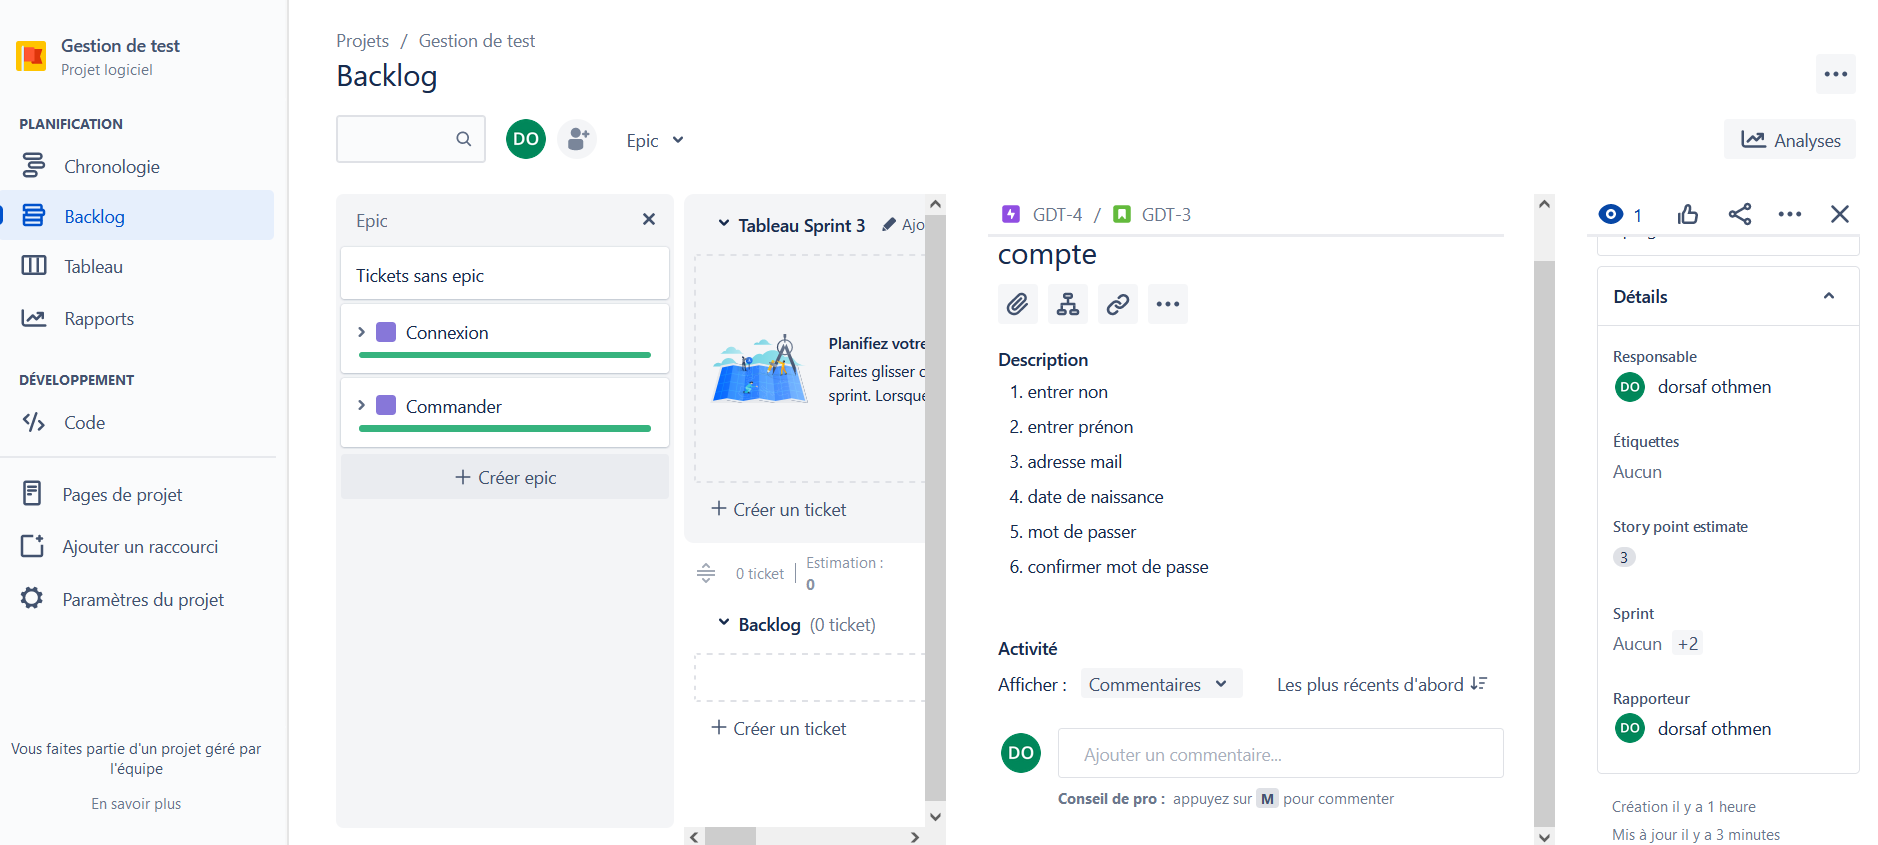 Gestion de test
Projet logiciel
PLANIFICATION
Chronologie
Backlog
Tableau
Rapports
DÉVELOPPEMENT
Code
Pages de projet
Ajouter un raccourci
Paramètres du projet
Vous faites partie d'un projet géré par
l'équipe
En savoir plus
Projets / Gestion de test
Backlog
DO
Epic
Analyses
Epic
Tickets sans epic
Connexion
Commander
Créer epic
Tableau Sprint 3
Ajo
Planifiez votre
Faites glisser
sprint. Lorsque
Créer un ticket
0 ticket
Estimation :
0
Backlog (0 ticket)
Créer un ticket
GDT-4 / GDT-3
compte
Description
1. entrer non
2. entrer prénon
3. adresse mail
4. date de naissance
5. mot de passer
6. confirmer mot de passe
Activité
Afficher : Commentaires
Les plus récents d'abord
DO
Ajouter un commentaire...
Conseil de pro : appuyez sur M pour commenter
1
Détails
Responsable
DO dorsaf othmen
Étiquettes
Aucun
Story point estimate
3
Sprint
Aucun +2
Rapporteur
DO dorsaf othmen
Création il y a 1 heure
Mis à jour il y a 3 minutes